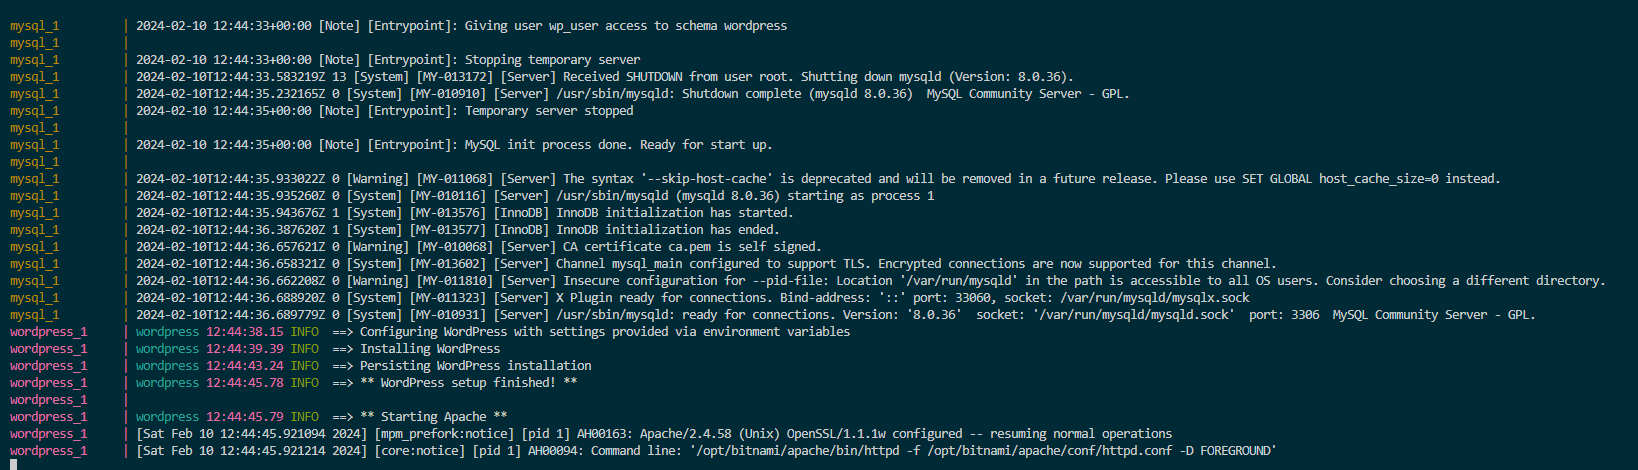 mysql_1 | 2024-02-10 12:44:33+00:00 [Note] [Entrypoint]: Giving user wp_user access to schema wordpress
mysql_1 |
mysql_1 | 2024-02-10 12:44:33+00:00 [Note] [Entrypoint]: Stopping temporary server
mysql_1 | 2024-02-10T12:44:33.583219Z 13 [System] [MY-013172] [Server] Received SHUTDOWN from user root. Shutting down mysqld (Version: 8.0.36).
mysql_1 | 2024-02-10T12:44:35.232165Z 0 [System] [MY-010910] [Server] /usr/sbin/mysqld: Shutdown complete (mysqld 8.0.36)  MySQL Community Server - GPL.
mysql_1 | 2024-02-10 12:44:35+00:00 [Note] [Entrypoint]: Temporary server stopped
mysql_1 |
mysql_1 | 2024-02-10 12:44:35+00:00 [Note] [Entrypoint]: MySQL init process done. Ready for start up.
mysql_1 |
mysql_1 | 2024-02-10T12:44:35.933022Z 0 [Warning] [MY-011068] [Server] The syntax '--skip-host-cache' is deprecated and will be removed in a future release. Please use SET GLOBAL host_cache_size=0 instead.
mysql_1 | 2024-02-10T12:44:35.935260Z 0 [System] [MY-010116] [Server] /usr/sbin/mysqld (mysqld 8.0.36) starting as process 1
mysql_1 | 2024-02-10T12:44:35.943676Z 1 [System] [MY-013576] [InnoDB] InnoDB initialization has started.
mysql_1 | 2024-02-10T12:44:36.387620Z 1 [System] [MY-013577] [InnoDB] InnoDB initialization has ended.
mysql_1 | 2024-02-10T12:44:36.657621Z 0 [Warning] [MY-010068] [Server] CA certificate ca.pem is self signed.
mysql_1 | 2024-02-10T12:44:36.658321Z 0 [System] [MY-013602] [Server] Channel mysql_main configured to support TLS. Encrypted connections are now supported for this channel.
mysql_1 | 2024-02-10T12:44:36.662208Z 0 [Warning] [MY-011810] [Server] Insecure configuration for --pid-file: Location '/var/run/mysqld' in the path is accessible to all OS users. Consider choosing a different directory.
mysql_1 | 2024-02-10T12:44:36.688920Z 0 [System] [MY-011323] [Server] X Plugin ready for connections. Bind-address: '::' port: 33060, socket: /var/run/mysqld/mysqlx.sock
mysql_1 | 2024-02-10T12:44:36.689779Z 0 [System] [MY-010931] [Server] /usr/sbin/mysqld: ready for connections. Version: '8.0.36'  socket: '/var/run/mysqld/mysqld.sock'  port: 3306  MySQL Community Server - GPL.
wordpress_1 | wordpress 12:44:38.15 INFO  ==> Configuring WordPress with settings provided via environment variables
wordpress_1 | wordpress 12:44:39.39 INFO  ==> Installing WordPress
wordpress_1 | wordpress 12:44:43.24 INFO  ==> Persisting WordPress installation
wordpress_1 | wordpress 12:44:45.78 INFO  ==> ** WordPress setup finished! **
wordpress_1 |
wordpress_1 | wordpress 12:44:45.79 INFO  ==> ** Starting Apache **
wordpress_1 | [Sat Feb 10 12:44:45.921094 2024] [mpm_prefork:notice] [pid 1] AH00163: Apache/2.4.58 (Unix) OpenSSL/1.1.1w configured -- resuming normal operations
wordpress_1 | [Sat Feb 10 12:44:45.921214 2024] [core:notice] [pid 1] AH00094: Command line: '/opt/bitnami/apache/bin/httpd -f /opt/bitnami/apache/conf/httpd.conf -D FOREGROUND'